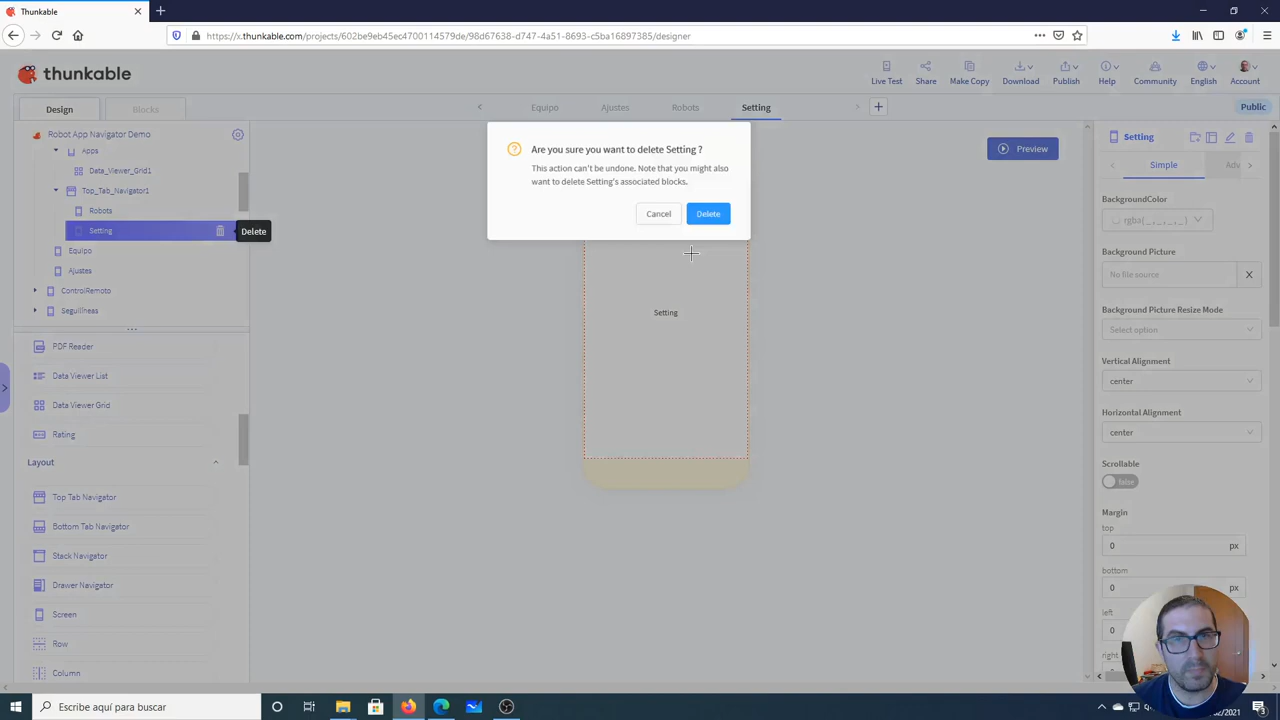 Thunkable
https://x.thunkable.com/projects/602be9eb45ec4700114579de/98d67638-d747-4a51-8693-c5ba16897385/designer
thunkable
Live Test
Share
Make Copy
Download
Publish
Help
Community
English
Account
Design
Blocks
Equipo
Ajustes
Robots
Setting
Public
Robot App Navigator Demo
Apps
Data_Viewer_Grid1
Top_Tab_Navigator1
Robots
Setting
Delete
Equipo
Ajustes
ControlRemoto
Siguilineas
PDF Reader
Data Viewer List
Data Viewer Grid
Rating
Layout
Top Tab Navigator
Bottom Tab Navigator
Stack Navigator
Drawer Navigator
Screen
Row
Column
Are you sure you want to delete Setting ?
This action can't be undone. Note that you might also
want to delete Setting's associated blocks.
Cancel
Delete
Setting
Preview
Setting
Simple
Adv
BackgroundColor
rgba(_,_,_,_)
Background Picture
No file source
Background Picture Resize Mode
Select option
Vertical Alignment
center
Horizontal Alignment
center
Scrollable
false
Margin
top
0 px
bottom
0 px
left
0
right
Escribe aquí para buscar
/2021